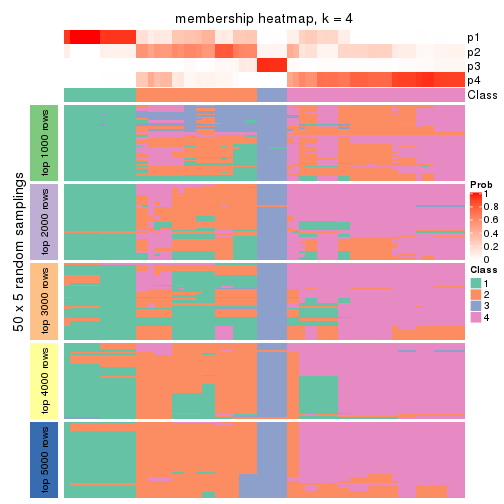 membership heatmap, k = 4
p1
p2
p3
p4
Class
50 x 5 random samplings
top 1000 rows
top 2000 rows
top 3000 rows
top 4000 rows
top 5000 rows
Prob
1
0.8
0.6
0.4
0.2
0
Class
1
2
3
4